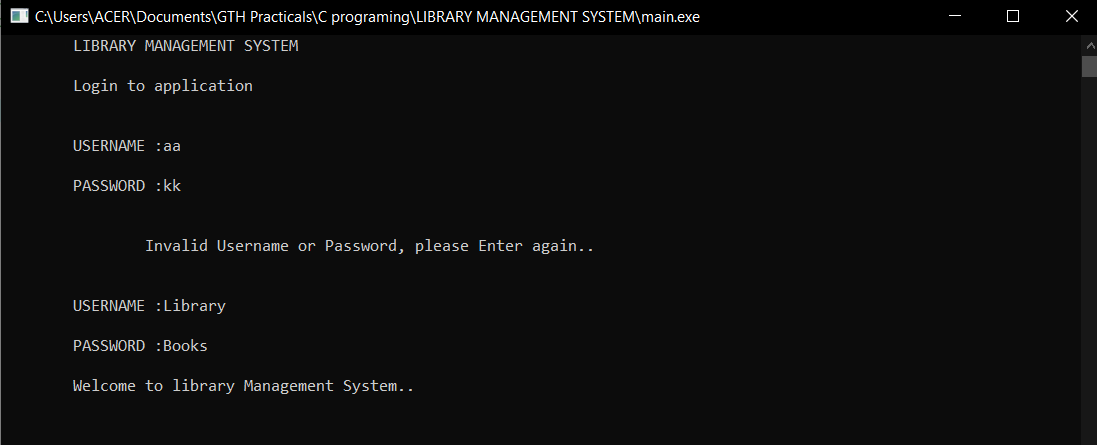 C:\Users\ACER\Documents\GTH Practicals\C programing\LIBRARY MANAGEMENT SYSTEM\main.exe
LIBRARY MANAGEMENT SYSTEM
Login to application
USERNAME :aa
PASSWORD :kk
Invalid Username or Password, please Enter again..
USERNAME :Library
PASSWORD :Books
Welcome to library Management System..